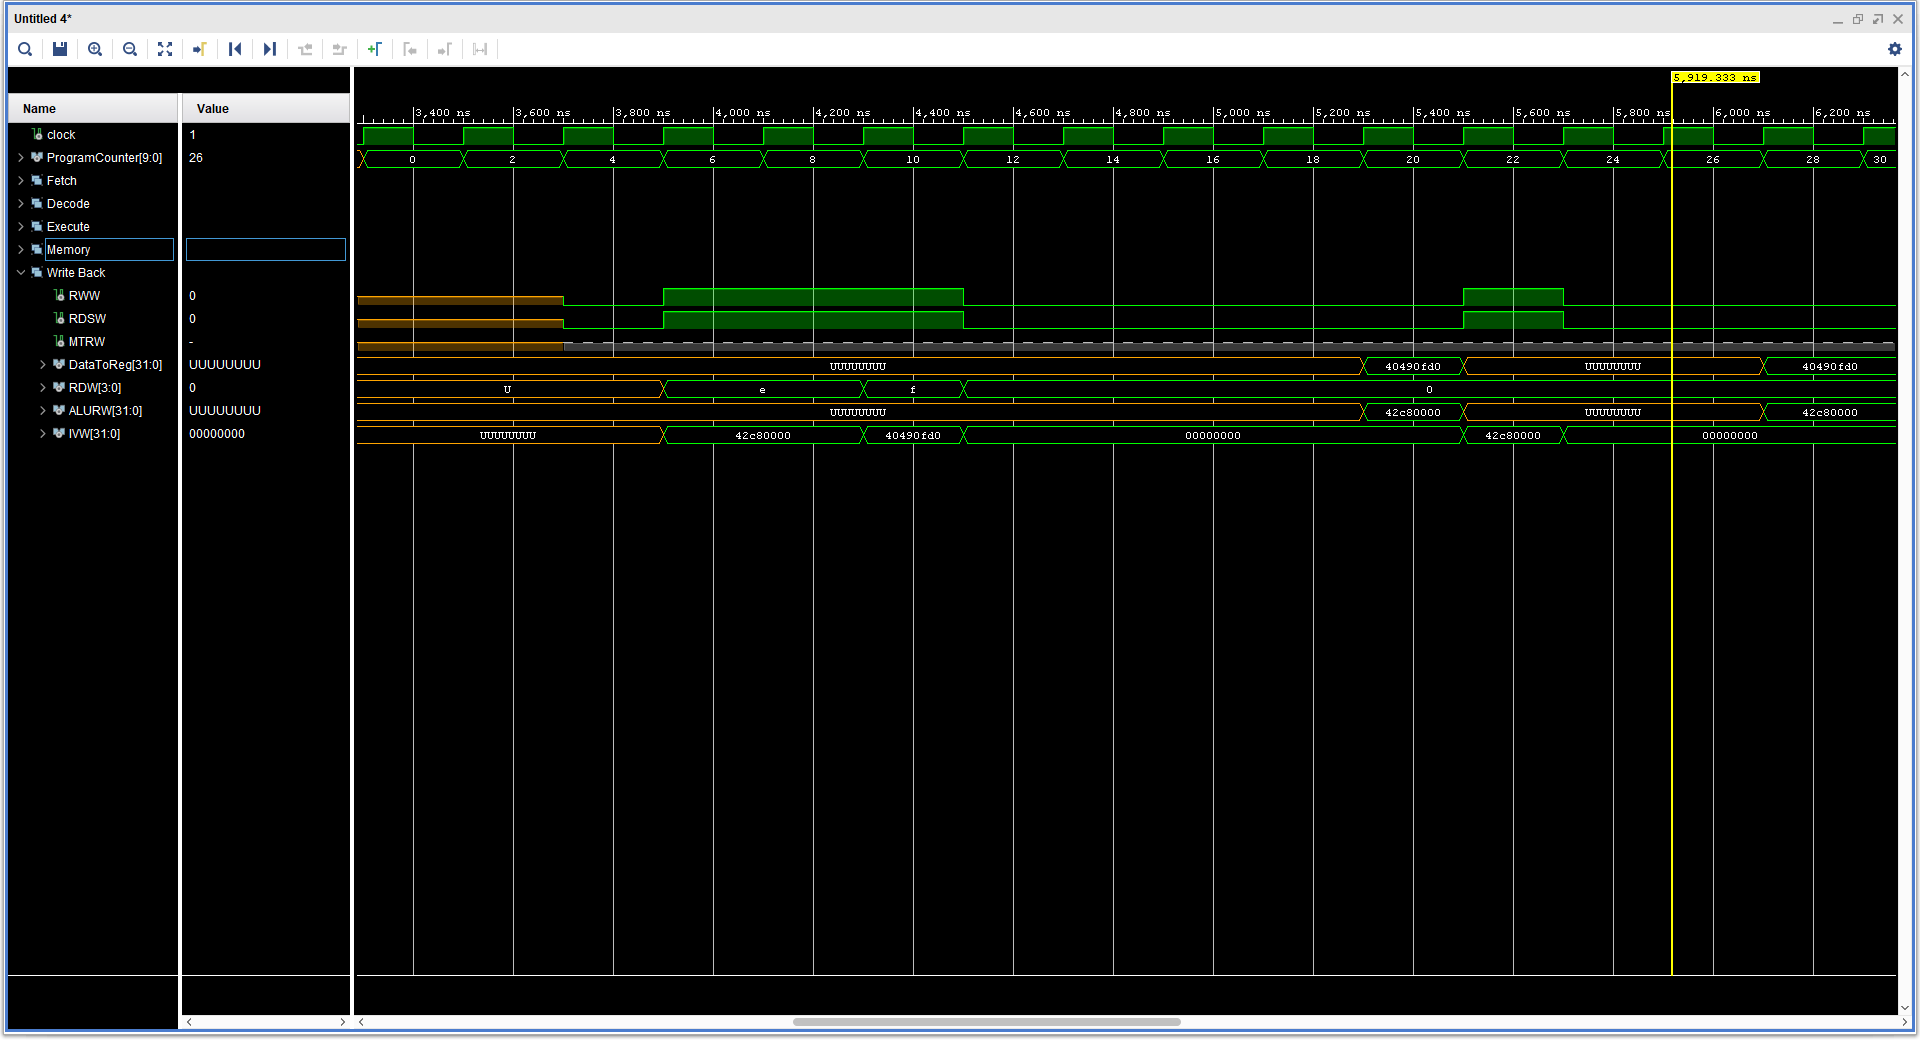 Untitled 4*
5,919.333 ns
Name Value
3,400 ns 3,600 ns 3,800 ns 4,000 ns 4,200 ns 4,400 ns 4,600 ns 4,800 ns 5,000 ns 5,200 ns 5,400 ns 5,600 ns 5,800 ns 6,000 ns 6,200 ns
clock 1
ProgramCounter[9:0] 26 0 2 4 6 8 10 12 14 16 18 20 22 24 26 28 30
Fetch
Decode
Execute
Memory
Write Back
RWW 0
RDSW 0
MTRW -
DataToReg[31:0] UUUUUUUU UUUUUUUU 40490fd0 UUUUUUUU 40490fd0
RDW[3:0] 0 U e f 0
ALURW[31:0] UUUUUUUU UUUUUUUU 42c80000 UUUUUUUU 42c80000
IVW[31:0] 00000000 UUUUUUUU 42c80000 40490fd0 00000000 42c80000 00000000